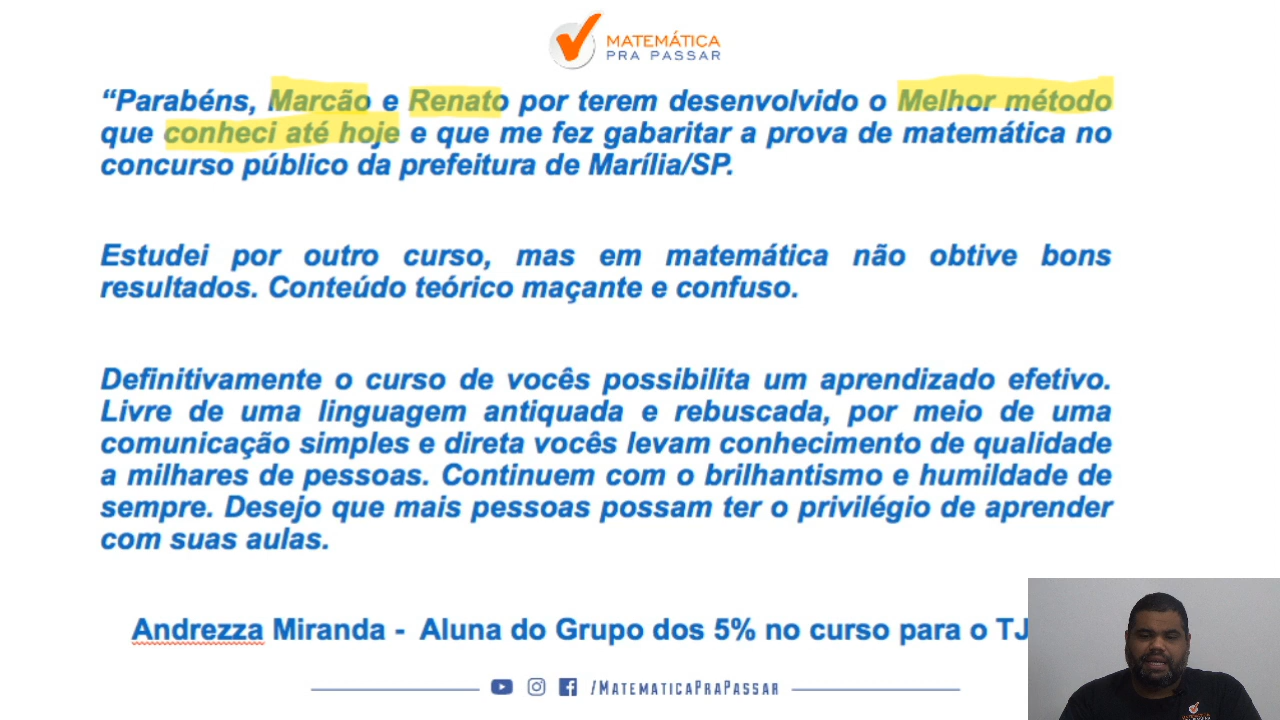 MATEMÁTICA
PRA PASSAR
“Parabéns, Marcão e Renato por terem desenvolvido o Melhor método
que conheci até hoje e que me fez gabaritar a prova de matemática no
concurso público da prefeitura de Marília/SP.
Estudei por outro curso, mas em matemática não obtive bons
resultados. Conteúdo teórico maçante e confuso.
Definitivamente o curso de vocês possibilita um aprendizado efetivo.
Livre de uma linguagem antiquada e rebuscada, por meio de uma
comunicação simples e direta vocês levam conhecimento de qualidade
a milhares de pessoas. Continuem com o brilhantismo e humildade de
sempre. Desejo que mais pessoas possam ter o privilégio de aprender
com suas aulas.
Andrezza Miranda - Aluna do Grupo dos 5% no curso para o TJ
/MATEMATICAPRAPASSAR